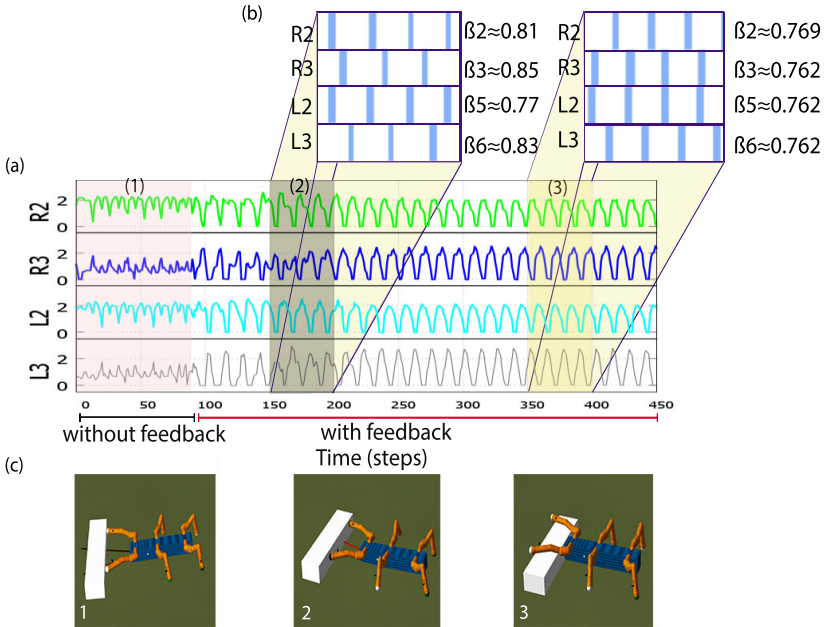 (b)
R2 ß2≈0.81
R3 ß3≈0.85
L2 ß5≈0.77
L3 ß6≈0.83
R2 ß2≈0.769
R3 ß3≈0.762
L2 ß5≈0.762
L3 ß6≈0.762
(a)
(1) (2) (3)
R2 2 0
R3 2 0
L2 2 0
L3 2 0
0 50 100 150 200 250 300 350 400 450
without feedback with feedback
Time (steps)
(c)
1 2 3